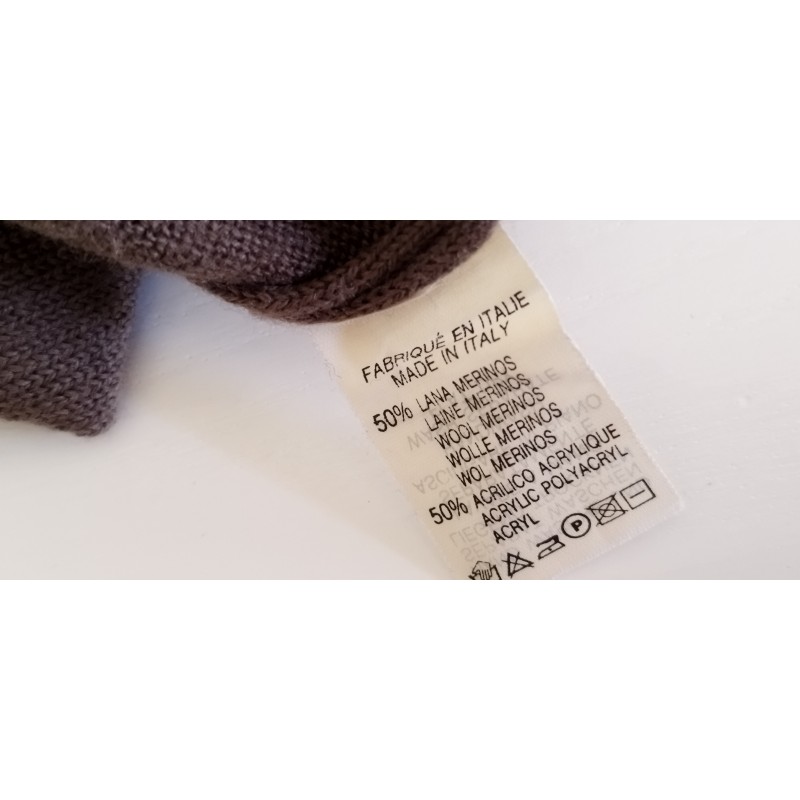 FABRIQUÉ EN ITALIE
MADE IN ITALY
50% LANA MERINOS
LAINE MERINOS
WOOL MERINOS
WOLLE MERINOS
WOL MERINOS
50% ACRILICO ACRYLIQUE
ACRYLIC POLYACRYL
ACRYL
P